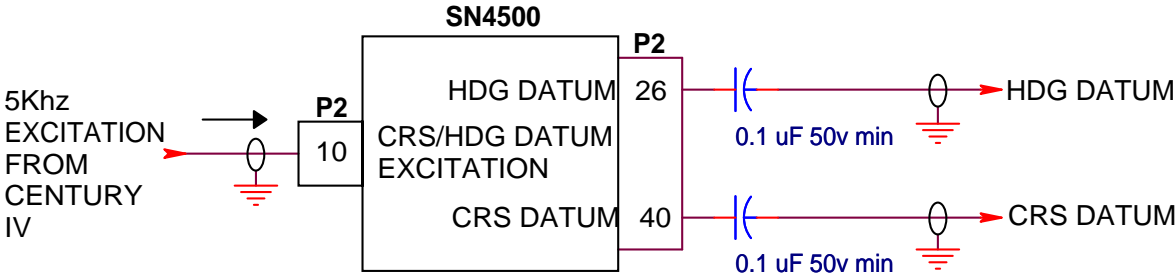 SN4500
P2
5Khz
EXCITATION
FROM
CENTURY
IV
P2
10
CRS/HDG DATUM
EXCITATION
HDG DATUM
26
0.1 uF 50v min
HDG DATUM
CRS DATUM
40
0.1 uF 50v min
CRS DATUM